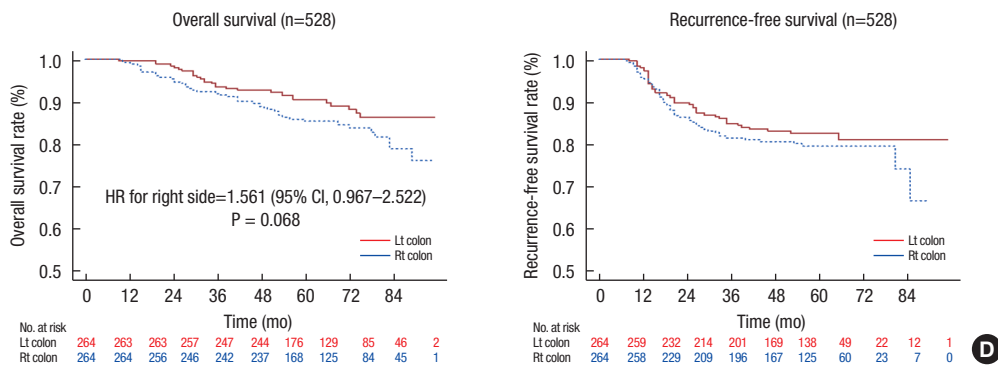 Overall survival (n=528)
Overall survival rate (%)
1.0
0.9
0.8
0.7
0.6
0.5
HR for right side=1.561 (95% CI, 0.967–2.522)
P = 0.068
Lt colon
Rt colon
0 12 24 36 48 60 72 84
Time (mo)
No. at risk
Lt colon 264 263 263 257 247 244 176 129 85 46 2
Rt colon 264 264 256 246 242 237 168 125 84 45 1
Recurrence-free survival (n=528)
Recurrence-free survival rate (%)
1.0
0.9
0.8
0.7
0.6
0.5
Lt colon
Rt colon
0 12 24 36 48 60 72 84
Time (mo)
No. at risk
Lt colon 264 259 232 214 201 169 138 49 22 12 1
Rt colon 264 258 229 209 196 167 125 60 23 7 0
D